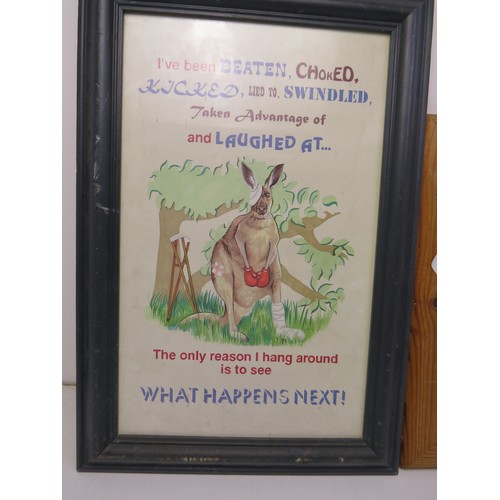 I've been BEATEN, CHOKED,
KICKED, LIED TO, SWINDLED,
Taken Advantage of
and LAUGHED AT...
The only reason I hang around
is to see
WHAT HAPPENS NEXT!